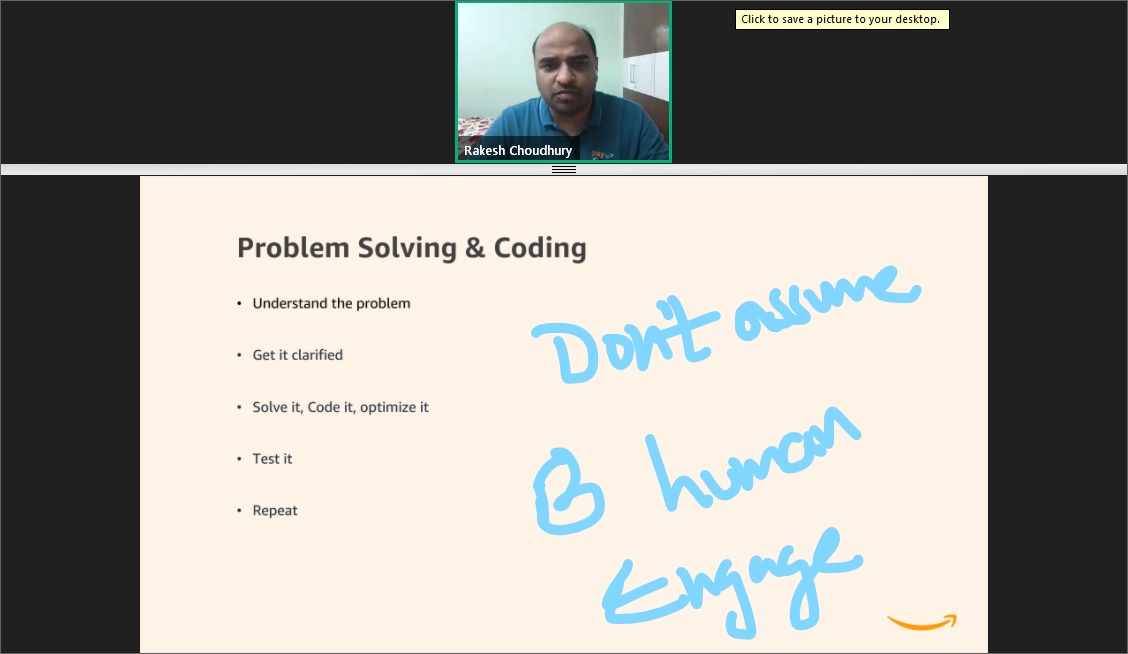 Click to save a picture to your desktop.
Rakesh Choudhury
Problem Solving & Coding
• Understand the problem
• Get it clarified
• Solve it, Code it, optimize it
• Test it
• Repeat
Don't assume
B human
Engage